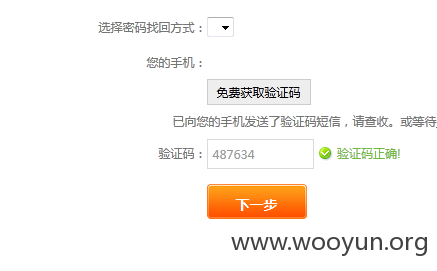 选择密码找回方式：
您的手机：
免费获取验证码
已向您的手机发送了验证码短信，请查收。或等待
验证码： 487634 验证码正确!
下一步
www.wooyun.org